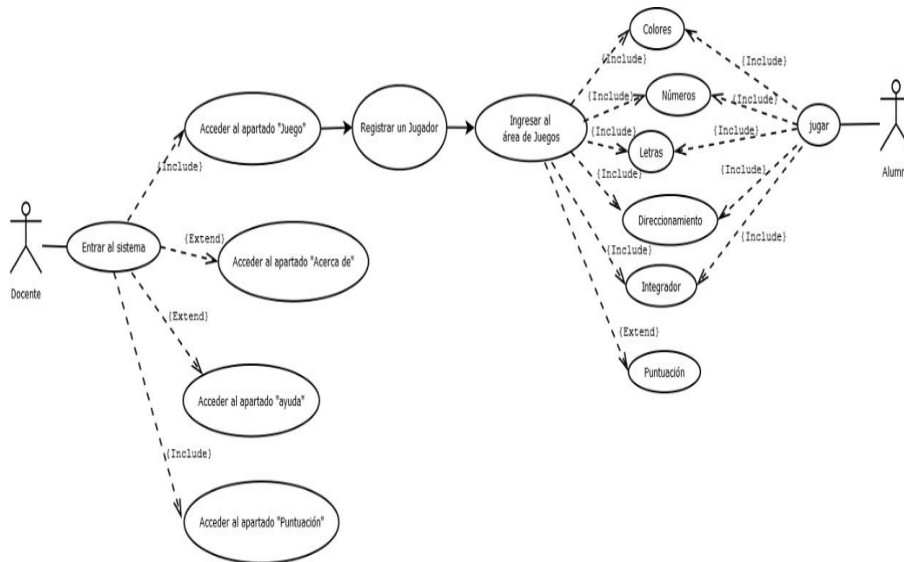 Colores
{Include}
{Include}
Números
{Include}
{Include}
Acceder al apartado "Juego"
Registrar un Jugador
Ingresar al
área de Juegos
jugar
{Include}
{Include}
Letras
Alumn
{Include}
{Include}
{Include}
Direccionamiento
Docente
Entrar al sistema
{Extend}
Acceder al apartado "Acerca de"
{Include}
{Include}
Integrador
{Extend}
{Extend}
Puntuación
Acceder al apartado "ayuda"
{Include}
Acceder al apartado "Puntuación"